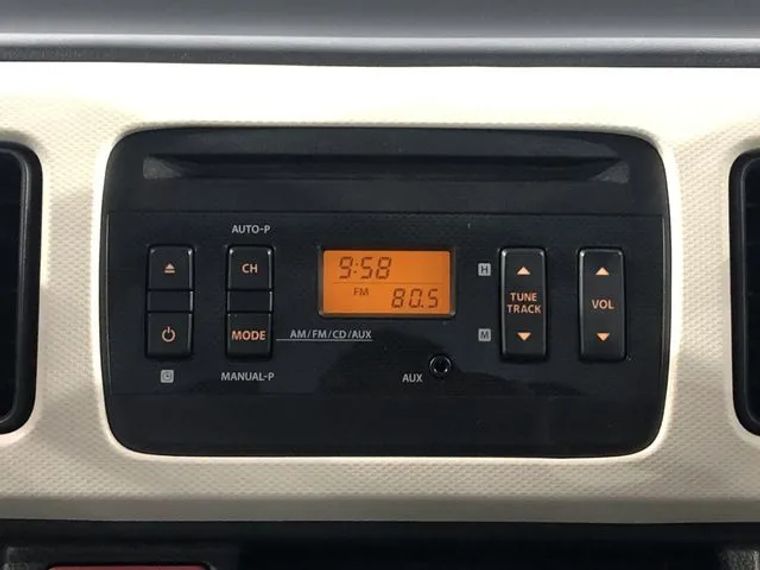 AUTO-P
CH
9:58
FM 80.5
H
TUNE
TRACK
VOL
MODE
AM/FM/CD/AUX
M
MANUAL-P
AUX